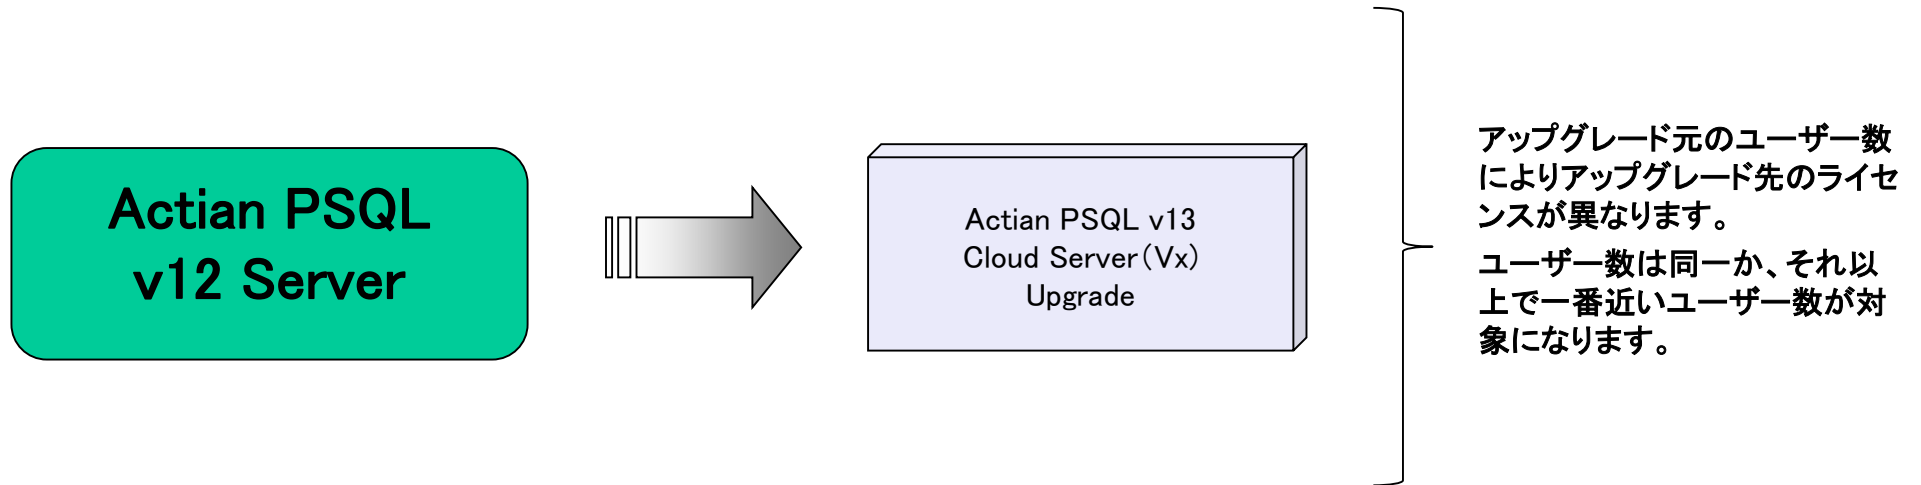 Actian PSQL
v12 Server
Actian PSQL v13
Cloud Server(Vx)
Upgrade
アップグレード元のユーザー数
によりアップグレード先のライセ
ンスが異なります。
ユーザー数は同一か、それ以
上で一番近いユーザー数が対
象になります。